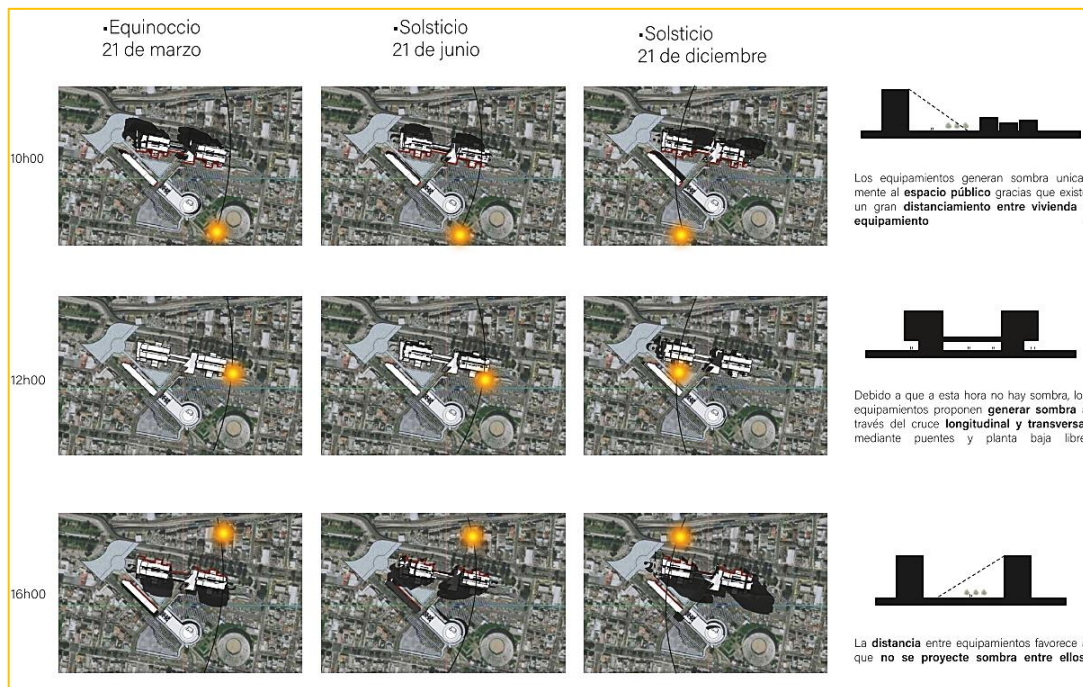 ▪Equinoccio
21 de marzo
▪Solsticio
21 de junio
▪Solsticio
21 de diciembre
10h00
Los equipamientos generan sombra unica-
mente al espacio público gracias que existe
un gran distanciamiento entre vivienda
equipamiento
12h00
Debido a que a esta hora no hay sombra, lo
equipamientos proponen generar sombra a
través del cruce longitudinal y transversa
mediante puentes y planta baja libre
16h00
La distancia entre equipamientos favorece a
que no se proyecte sombra entre ellos